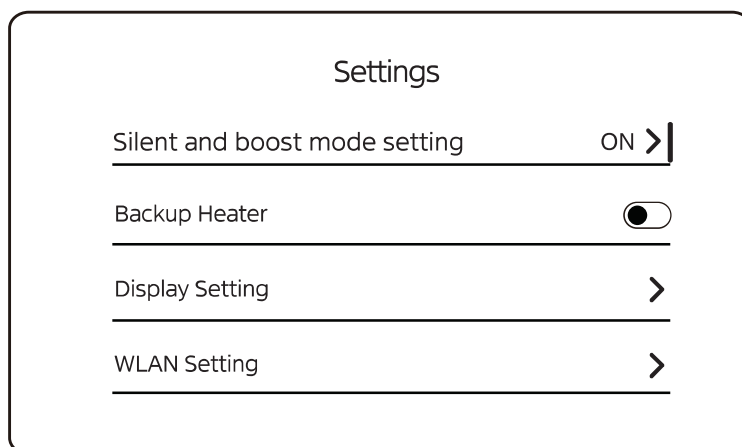 Settings
Silent and boost mode setting ON
Backup Heater
Display Setting
WLAN Setting